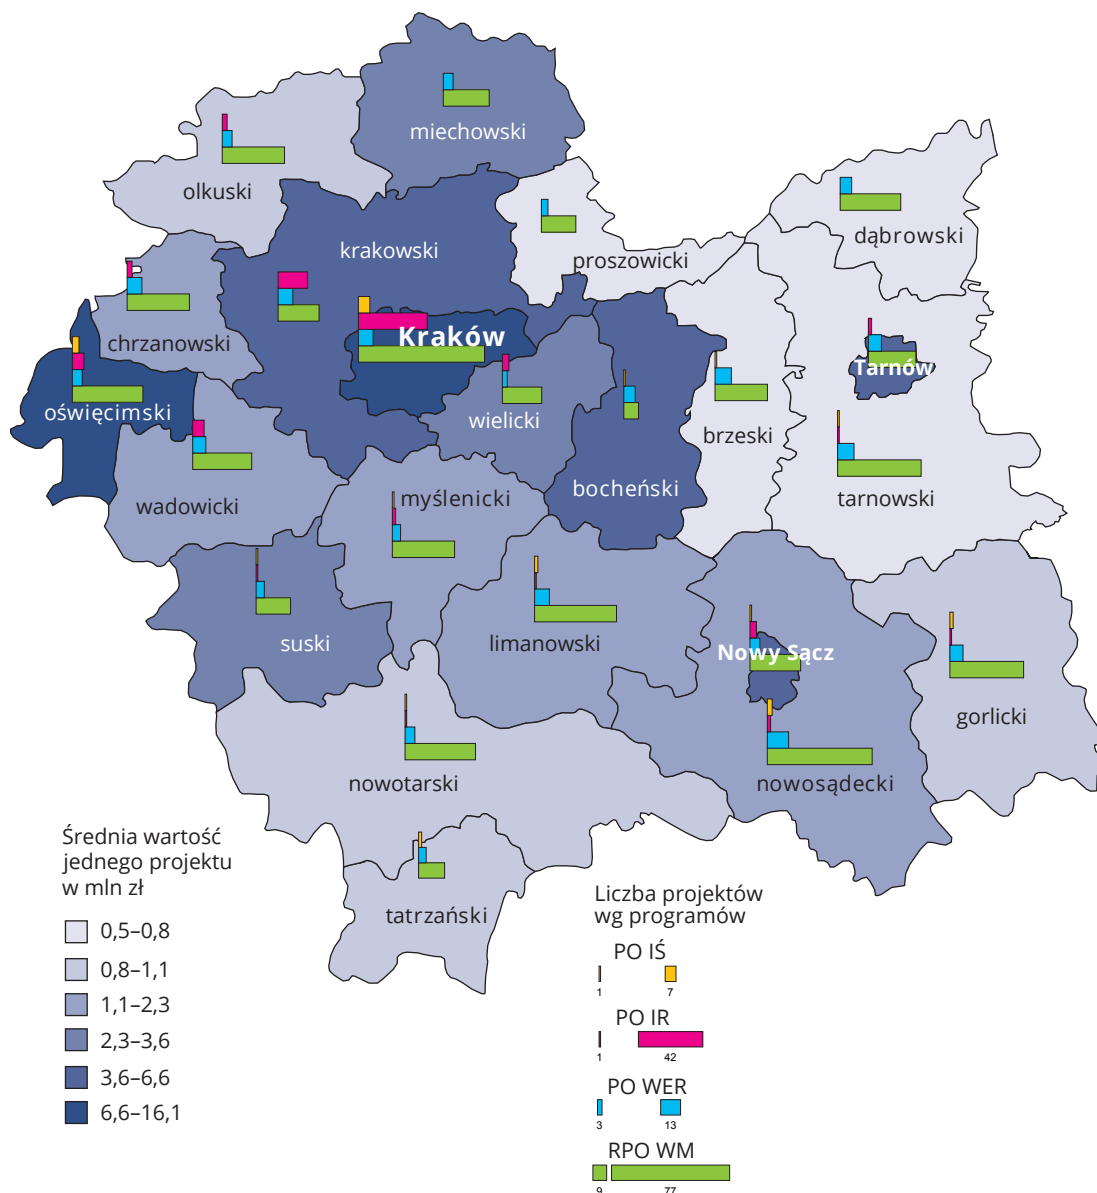 miechowski
olkuski
krakowski
dąbrowski
proszowicki
chrzanowski
Kraków
Tarnów
oświęcimski
wielicki
brzeski
bocheński
tarnowski
wadowicki
myślenicki
suski
limanowski
Nowy Sącz
gorlicki
nowotarski
nowosądecki
tatrzański
Średnia wartość
jednego projektu
w mln zł
0,5–0,8
0,8–1,1
1,1–2,3
2,3–3,6
3,6–6,6
6,6–16,1
Liczba projektów
wg programów
PO IŚ
1 7
PO IR
1 42
PO WER
3 13
RPO WM
9 77